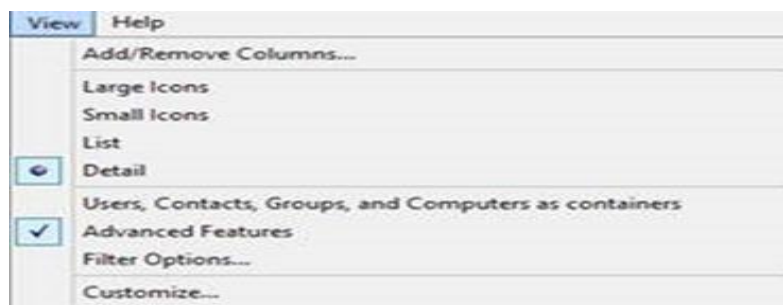 View Help
Add/Remove Columns...
Large Icons
Small Icons
List
Detail
Users, Contacts, Groups, and Computers as containers
Advanced Features
Filter Options...
Customize...